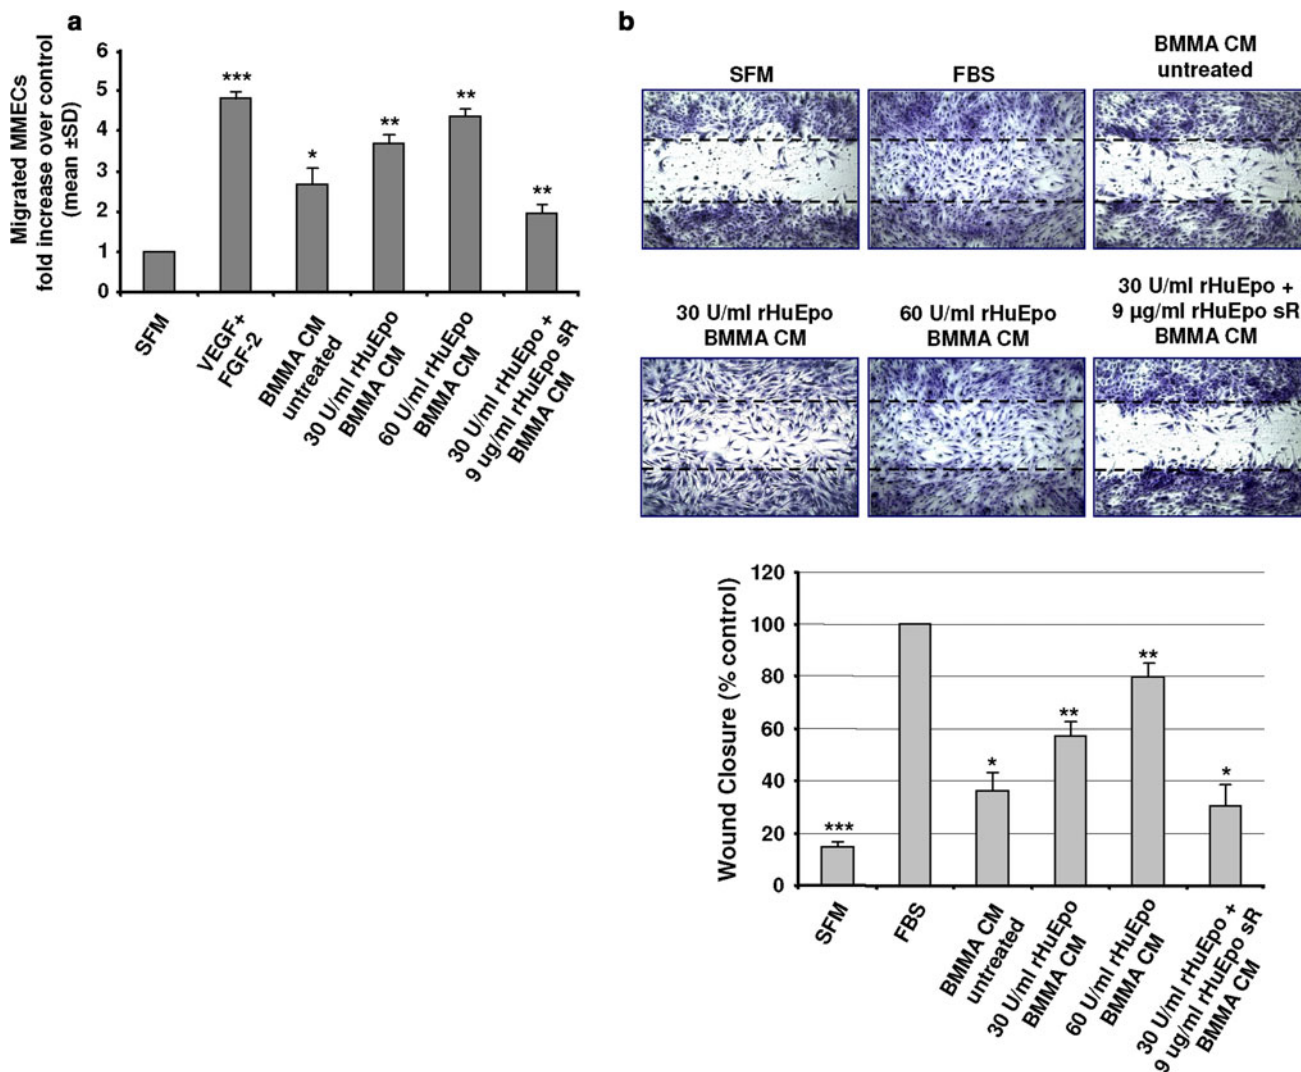 a
Migrated MMECs
fold increase over control
(mean ±SD)
6
5
4
3
2
1
0
***
*
**
**
**
SFM
VEGF+
FGF-2
BMMA CM
untreated
30 U/ml rHuEpo
BMMA CM
60 U/ml rHuEpo
BMMA CM
30 U/ml rHuEpo +
9 ug/ml rHuEpo sR
BMMA CM
b
SFM
FBS
BMMA CM
untreated
30 U/ml rHuEpo
BMMA CM
60 U/ml rHuEpo
BMMA CM
30 U/ml rHuEpo +
9 µg/ml rHuEpo sR
BMMA CM
Wound Closure (% control)
120
100
80
60
40
20
0
***
*
**
**
*
SFM
FBS
BMMA CM
untreated
30 U/ml rHuEpo
BMMA CM
60 U/ml rHuEpo
BMMA CM
30 U/ml rHuEpo +
9 ug/ml rHuEpo sR
BMMA CM